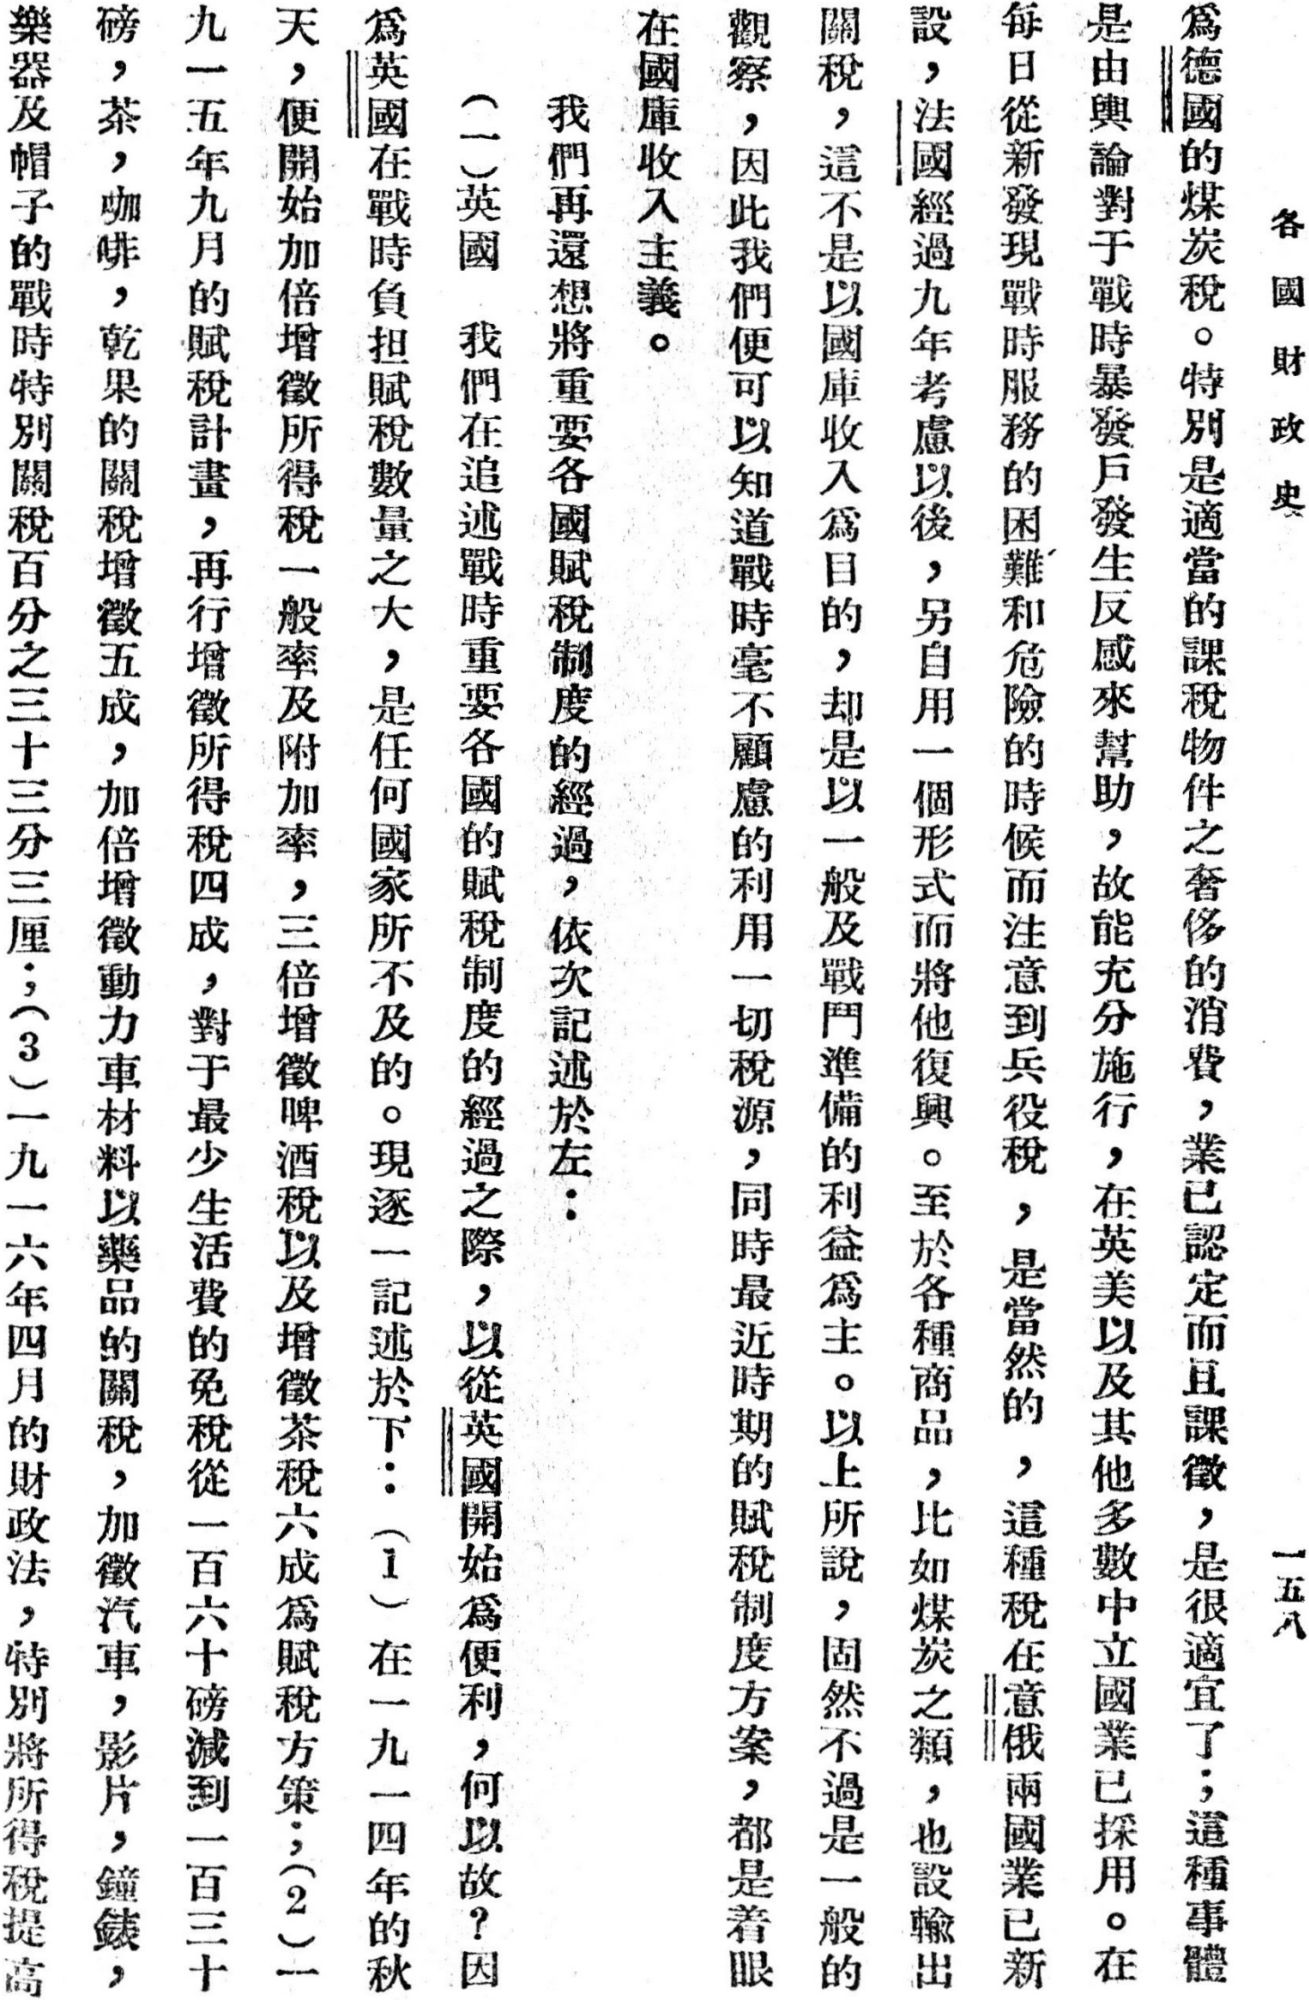 各國財政史
一五八
爲德國的煤炭稅。特別是適當的課稅物件之奢侈的消費，業已認定而且課徵，是很適宜了；這種事體
是由輿論對于戰時暴發戶發生反感來幫助，故能充分施行，在英美以及其他多數中立國業已採用。在
每日從新發現戰時服務的困難和危險的時候而注意到兵役稅，是當然的，這種稅在意俄兩國業已新
設，法國經過九年考慮以後，另自用一個形式而將他復興。至於各種商品，比如煤炭之類，也設輸出
關稅，這不是以國庫收入爲目的，却是以一般及戰鬥準備的利益爲主。以上所說，固然不過是一般的
觀察，因此我們便可以知道戰時毫不顧慮的利用一切稅源，同時最近時期的賦稅制度方案，都是着眼
在國庫收入主義。
我們再還想將重要各國賦稅制度的經過，依次記述於左：
（一）英國　我們在追述戰時重要各國的賦稅制度的經過之際，以從英國開始爲便利，何以故？因
爲英國在戰時負担賦稅數量之大，是任何國家所不及的。現逐一記述於下：（1）在一九一四年的秋
天，便開始加倍增徵所得稅一般率及附加率，三倍增徵啤酒稅以及增徵茶稅六成爲賦稅方策；（2）一
九一五年九月的賦稅計畫，再行增徵所得稅四成，對于最少生活費的免稅從一百六十磅減到一百三十
磅，茶，咖啡，乾果的關稅增徵五成，加倍增徵動力車材料以藥品的關稅，加徵汽車，影片，鐘錶，
樂器及帽子的戰時特別關稅百分之三十三分三厘；（3）一九一六年四月的財政法，特別將所得稅提高